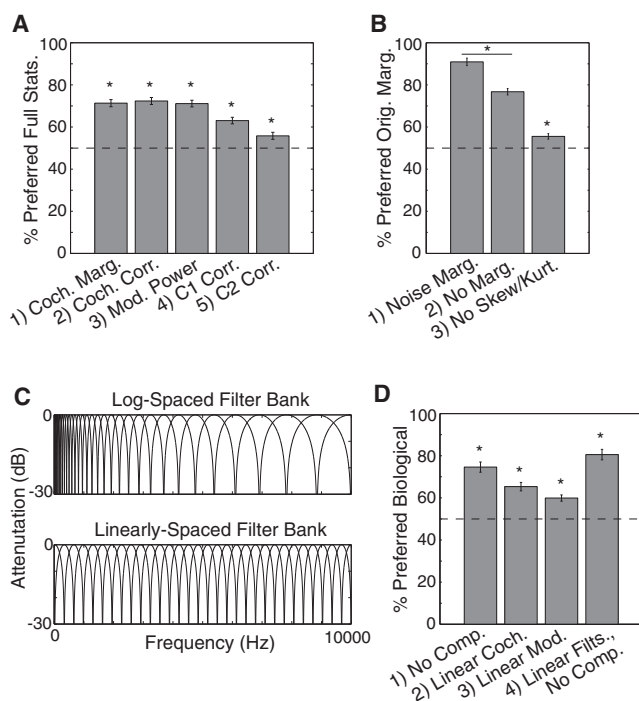 A
% Preferred Full Stats.
100
80
60
40
20
0
*
*
*
*
*
1) Coch. Marg.
2) Coch. Corr.
3) Mod. Power
4) C1 Corr.
5) C2 Corr.
B
% Preferred Orig. Marg.
100
80
60
40
20
0
*
*
1) Noise Marg.
2) No Marg.
3) No Skew/Kurt.
C
Log-Spaced Filter Bank
0
-30
Attenutation (dB)
Linearly-Spaced Filter Bank
0
-30
0
10000
Frequency (Hz)
D
% Preferred Biological
100
80
60
40
20
0
*
*
*
*
1) No Comp.
2) Linear Coch.
3) Linear Mod.
4) Linear Filts.,
No Comp.